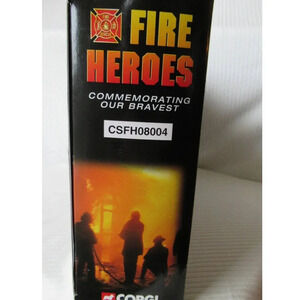 FIRE
HEROES
COMMEMORATING
OUR BRAVEST
CSFH08004
CORGI